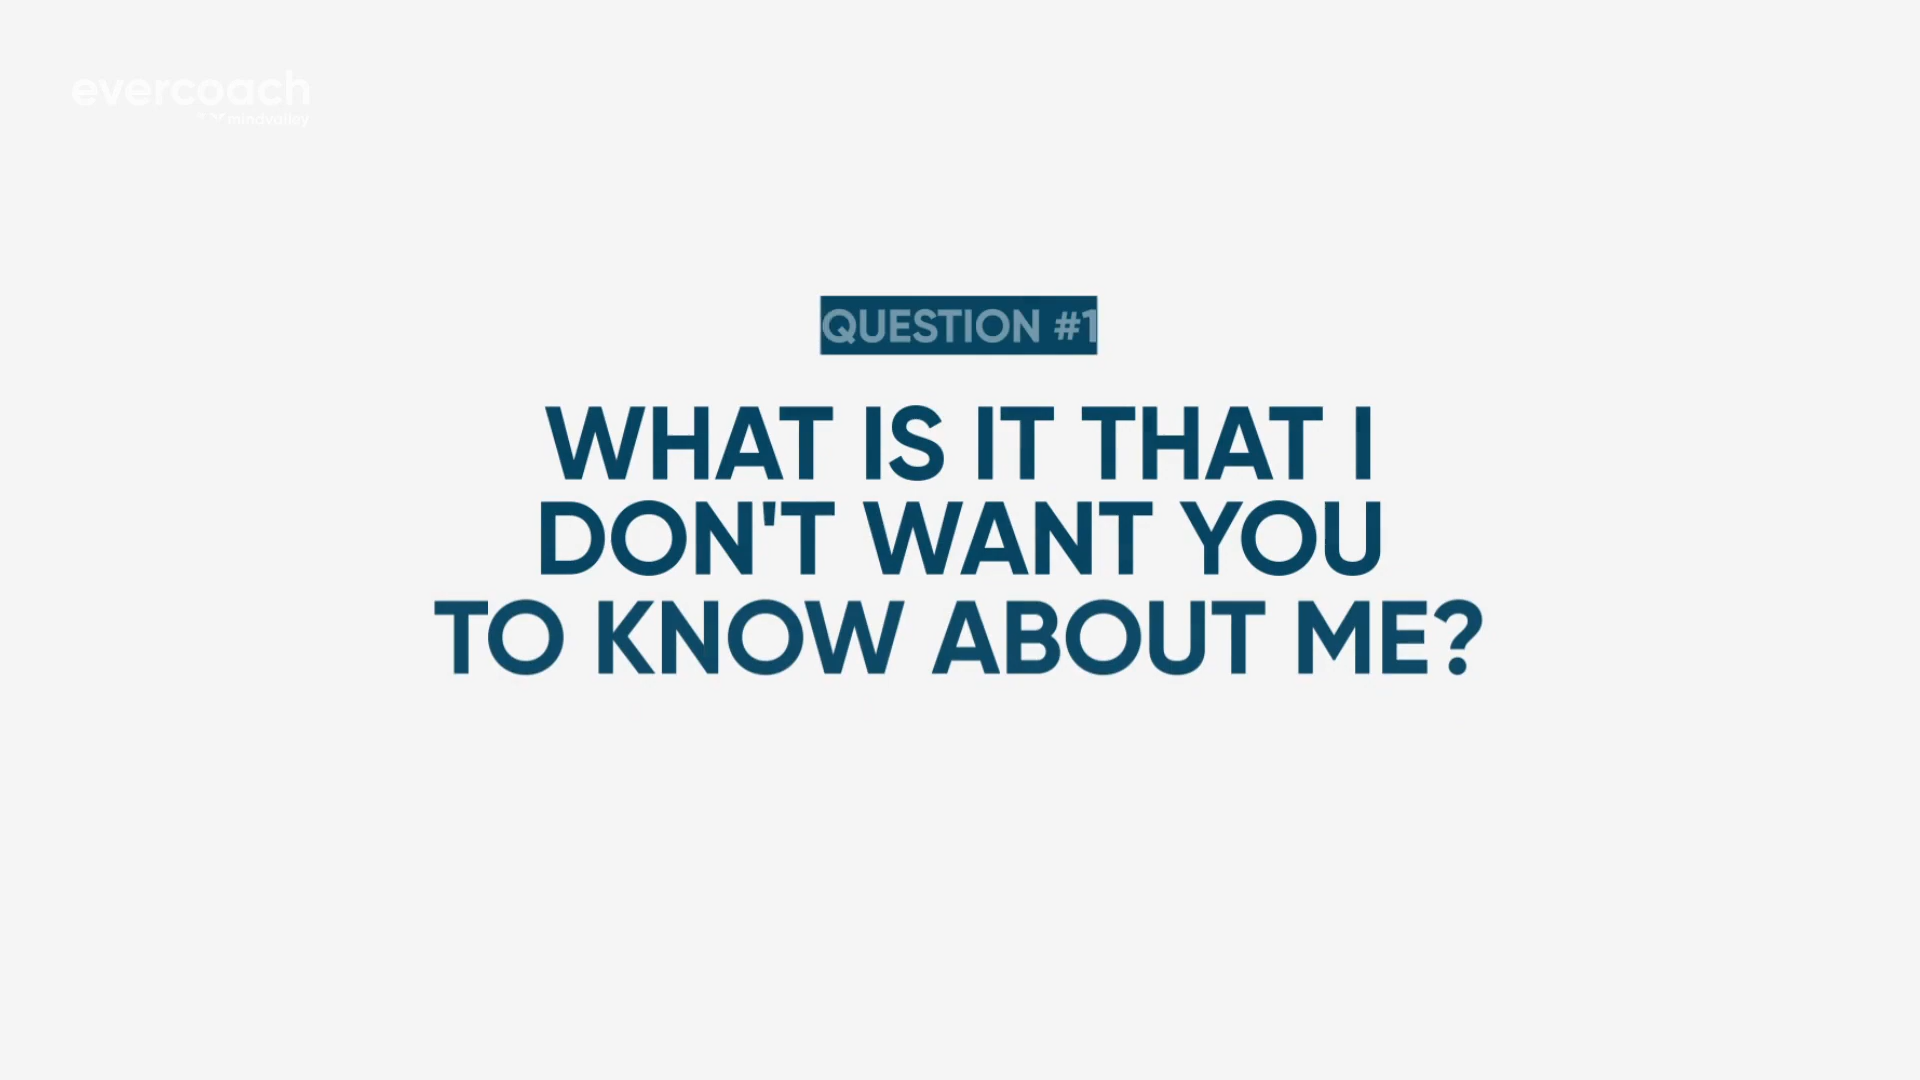 evercoach
mindvalley
QUESTION #1
WHAT IS IT THAT I
DON'T WANT YOU
TO KNOW ABOUT ME?